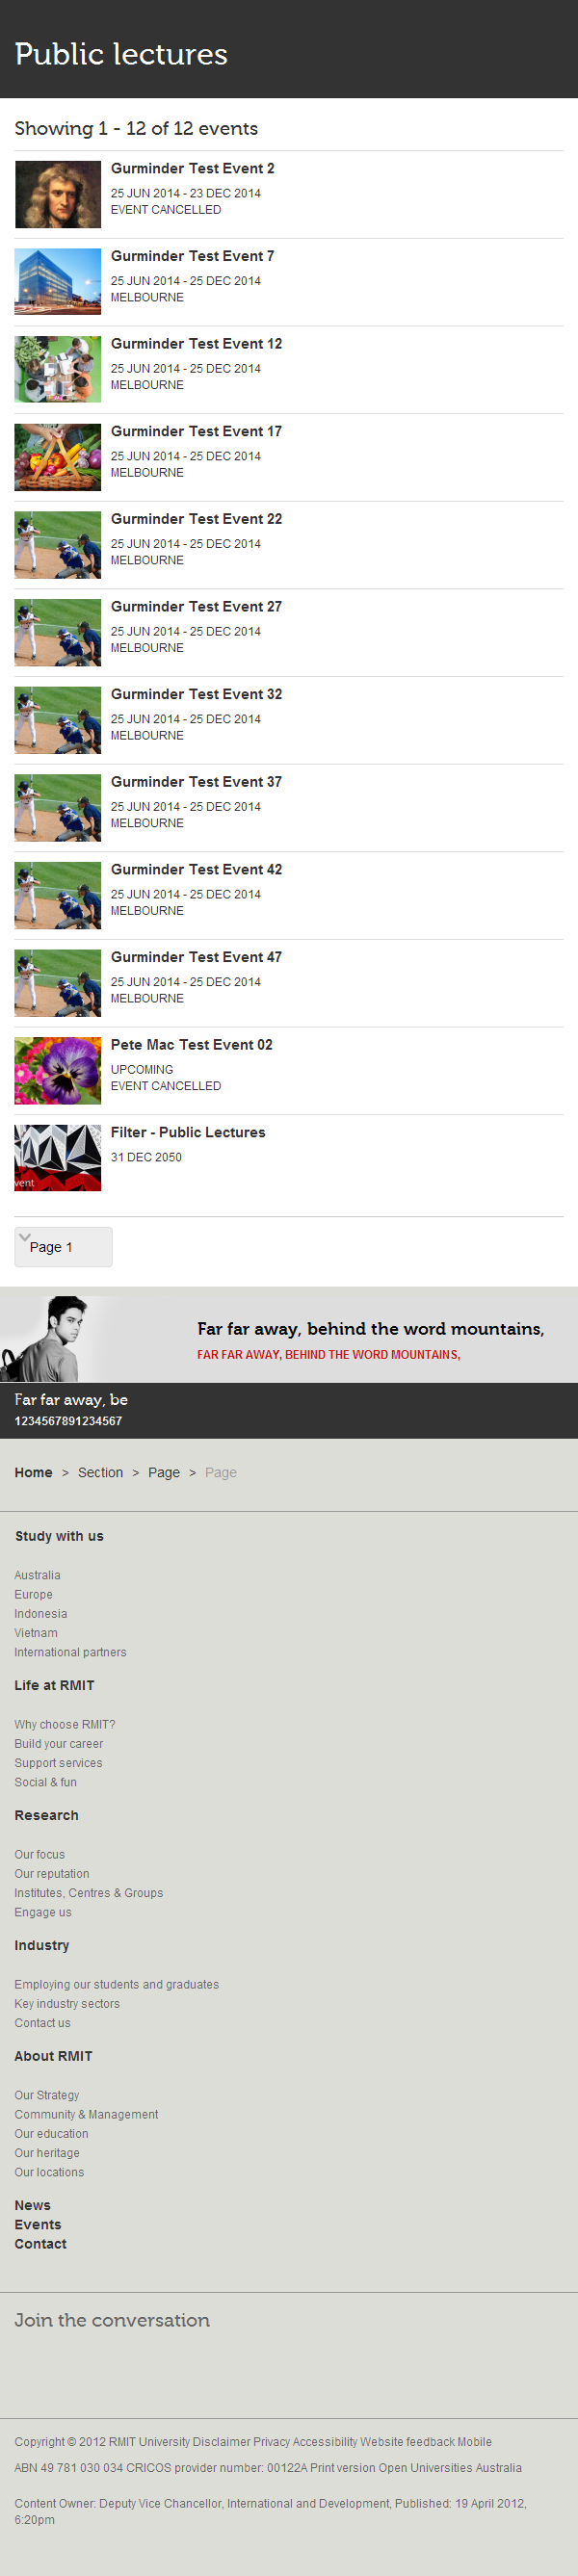 Public lectures
Showing 1 - 12 of 12 events
Gurminder Test Event 2
25 JUN 2014 - 23 DEC 2014
EVENT CANCELLED
Gurminder Test Event 7
25 JUN 2014 - 25 DEC 2014
MELBOURNE
Gurminder Test Event 12
25 JUN 2014 - 25 DEC 2014
MELBOURNE
Gurminder Test Event 17
25 JUN 2014 - 25 DEC 2014
MELBOURNE
Gurminder Test Event 22
25 JUN 2014 - 25 DEC 2014
MELBOURNE
Gurminder Test Event 27
25 JUN 2014 - 25 DEC 2014
MELBOURNE
Gurminder Test Event 32
25 JUN 2014 - 25 DEC 2014
MELBOURNE
Gurminder Test Event 37
25 JUN 2014 - 25 DEC 2014
MELBOURNE
Gurminder Test Event 42
25 JUN 2014 - 25 DEC 2014
MELBOURNE
Gurminder Test Event 47
25 JUN 2014 - 25 DEC 2014
MELBOURNE
Pete Mac Test Event 02
UPCOMING
EVENT CANCELLED
Filter - Public Lectures
31 DEC 2050
vent
Page 1
Far far away, behind the word mountains,
FAR FAR AWAY, BEHIND THE WORD MOUNTAINS,
Far far away, be
1234567891234567
Home > Section > Page > Page
Study with us
Australia
Europe
Indonesia
Vietnam
International partners
Life at RMIT
Why choose RMIT?
Build your career
Support services
Social & fun
Research
Our focus
Our reputation
Institutes, Centres & Groups
Engage us
Industry
Employing our students and graduates
Key industry sectors
Contact us
About RMIT
Our Strategy
Community & Management
Our education
Our heritage
Our locations
News
Events
Contact
Join the conversation
Copyright © 2012 RMIT University Disclaimer Privacy Accessibility Website feedback Mobile
ABN 49 781 030 034 CRICOS provider number: 00122A Print version Open Universities Australia
Content Owner: Deputy Vice Chancellor, International and Development, Published: 19 April 2012,
6:20pm